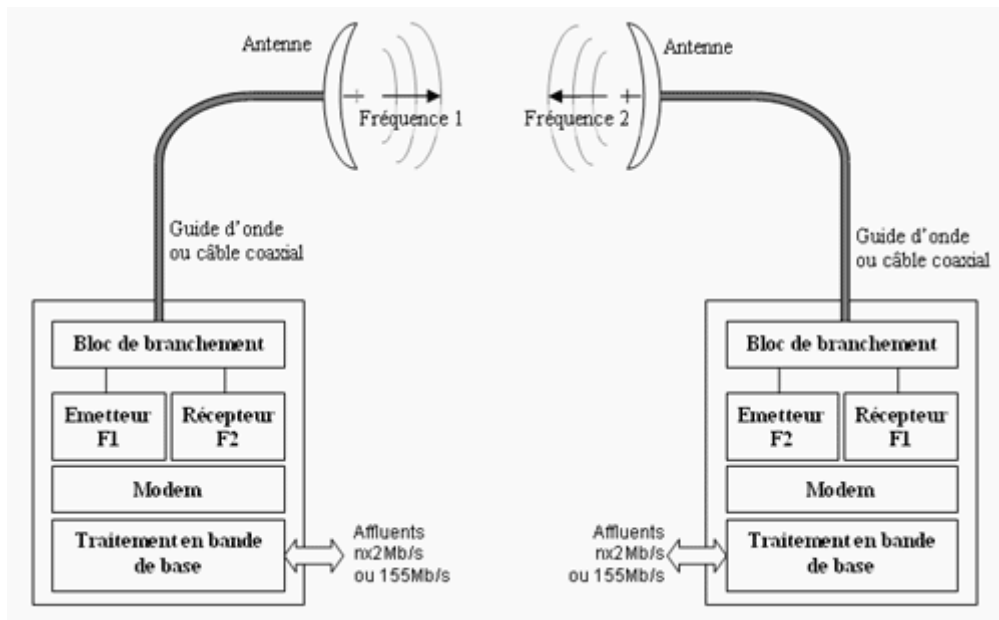 Antenne
Fréquence 1
Guide d'onde
ou câble coaxial
Bloc de branchement
Emetteur
F1
Récepteur
F2
Modem
Traitement en bande
de base
Affluents
nx2Mb/s
ou 155Mb/s
Antenne
Fréquence 2
Guide d'onde
ou câble coaxial
Bloc de branchement
Emetteur
F2
Récepteur
F1
Modem
Traitement en bande
de base
Affluents
nx2Mb/s
ou 155Mb/s